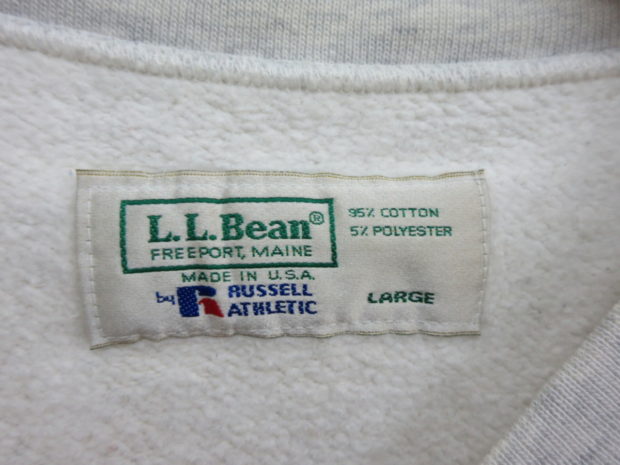 L.L.Bean®
FREEPORT, MAINE
95% COTTON
5% POLYESTER
MADE IN U.S.A.
by RUSSELL
ATHLETIC
LARGE